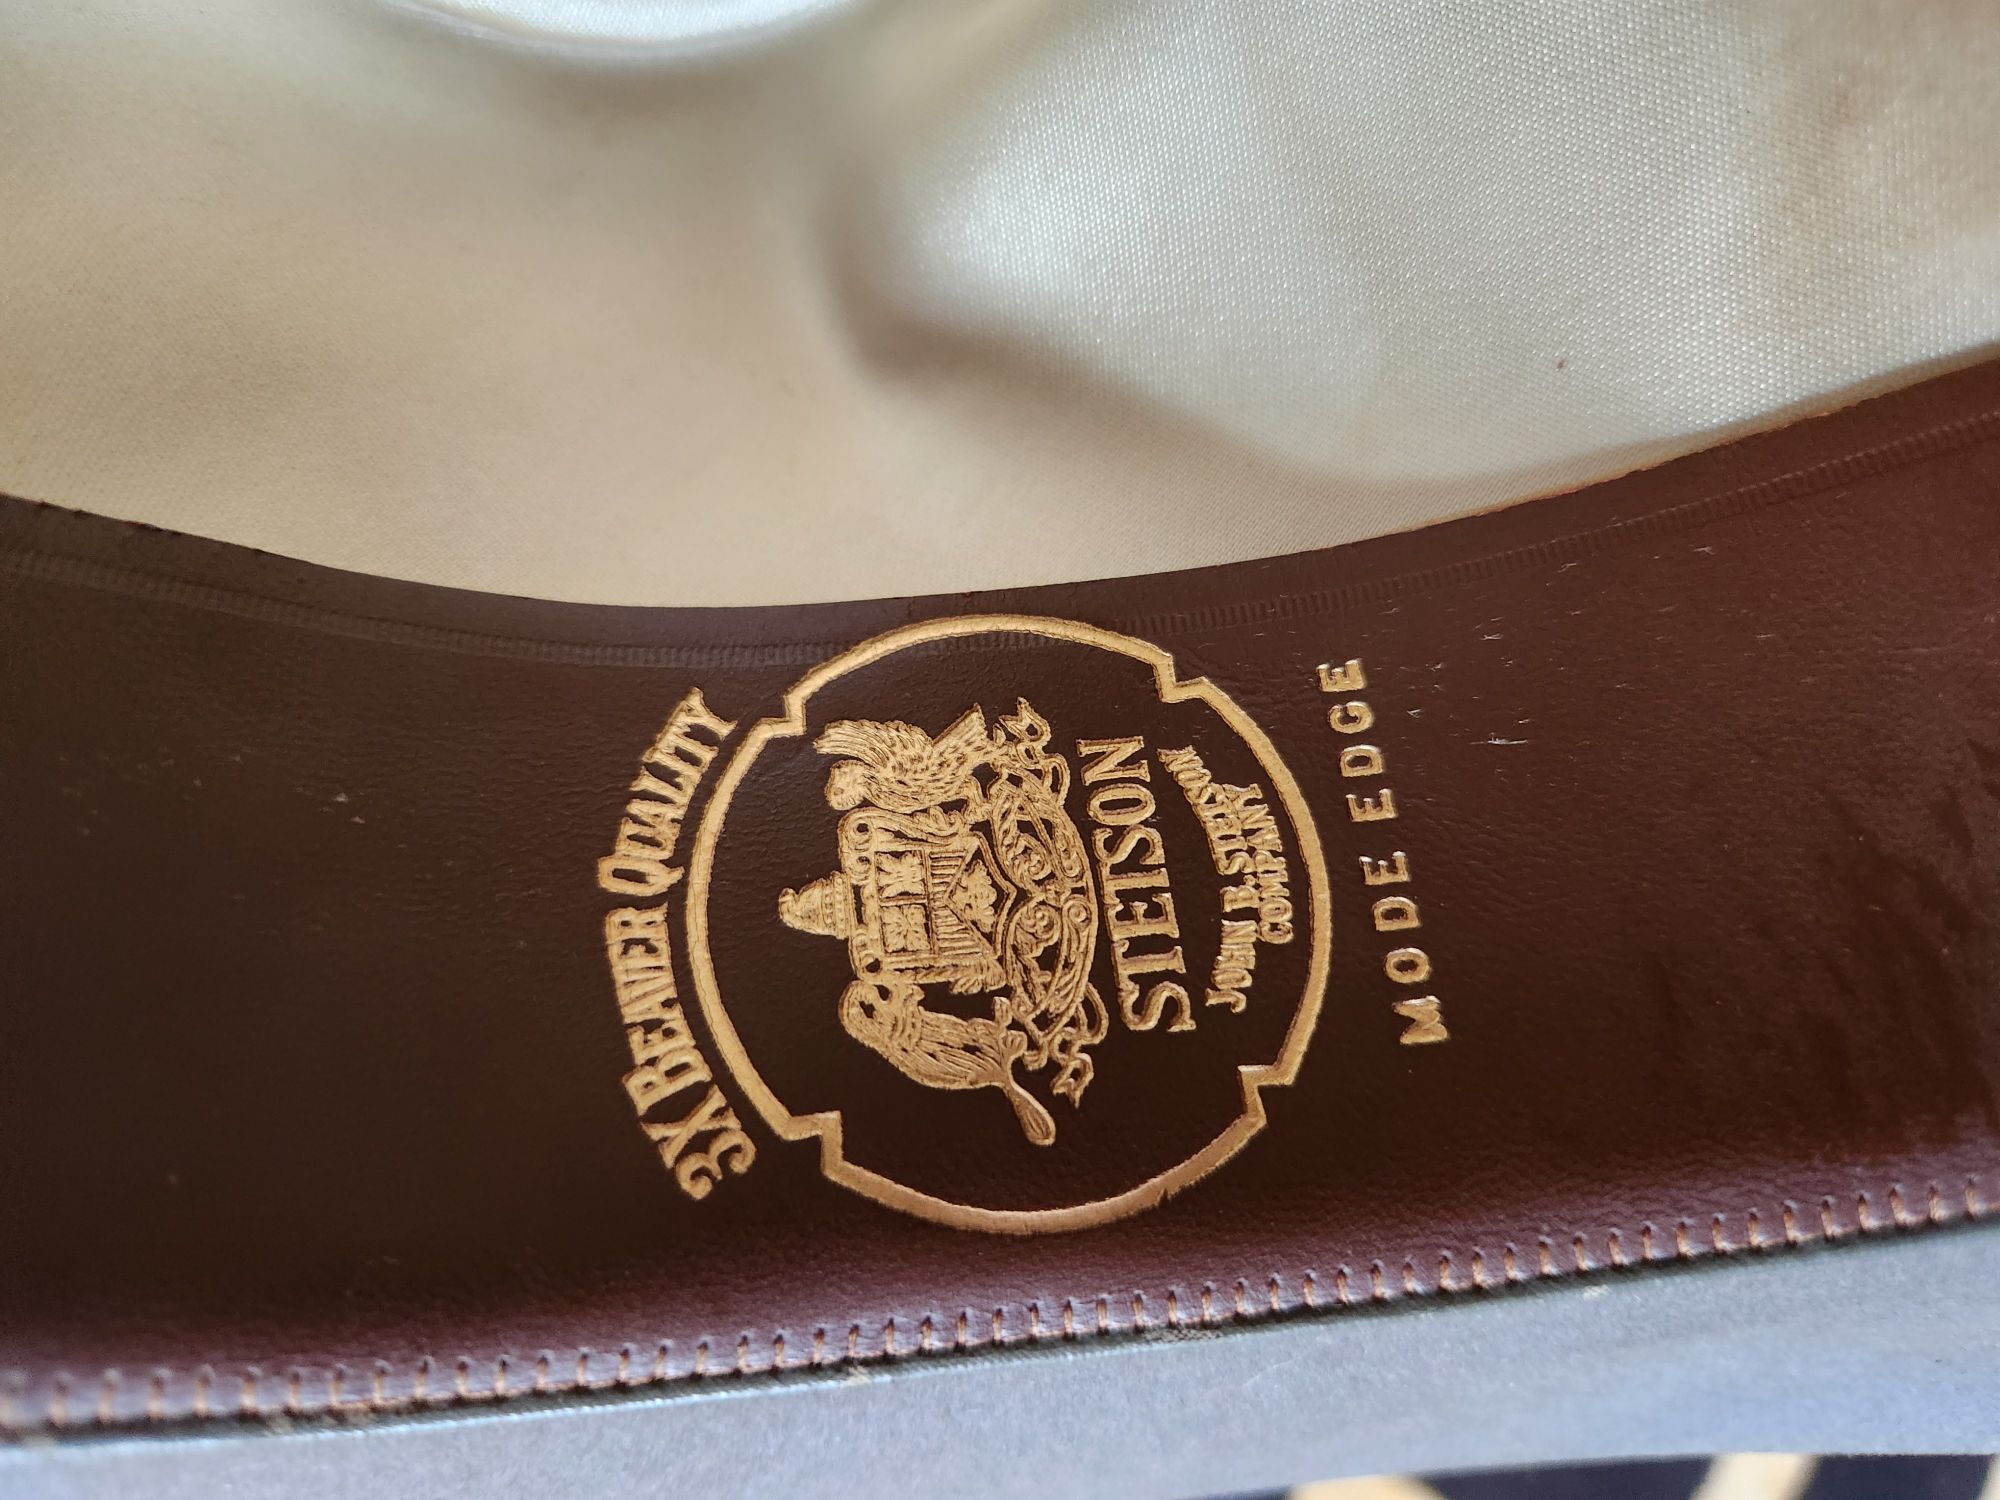 3X BEAVER QUALITY
STETSON
JOHN B. STETSON
COMPANY
MODE EDGE